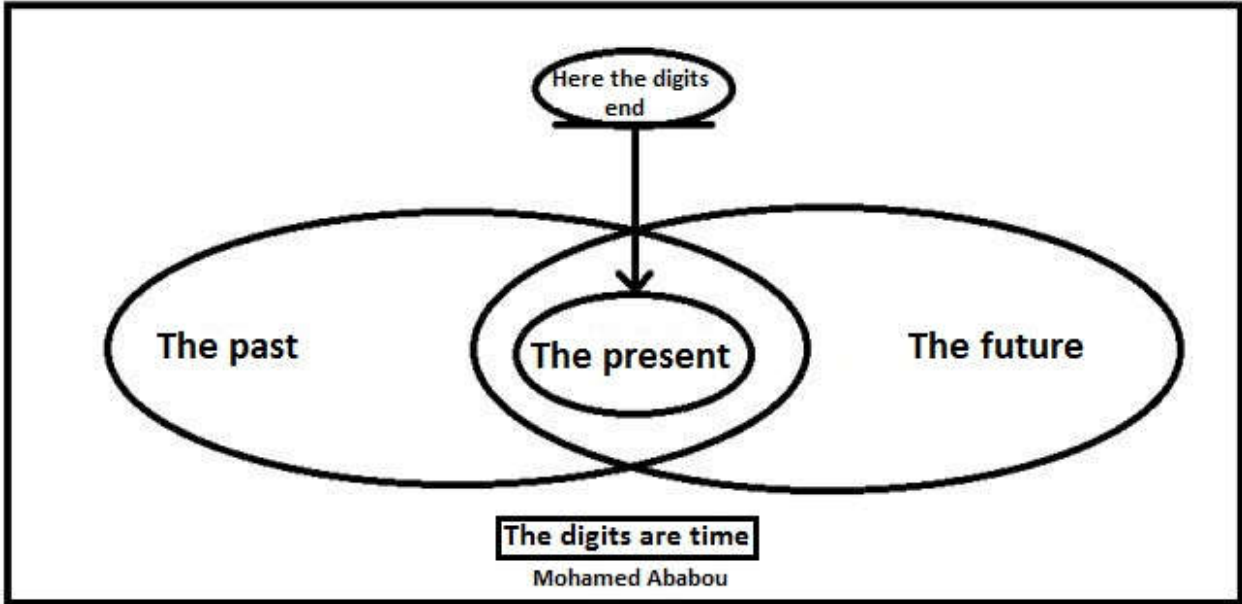 Here the digits
end
The past
The present
The future
The digits are time
Mohamed Ababou